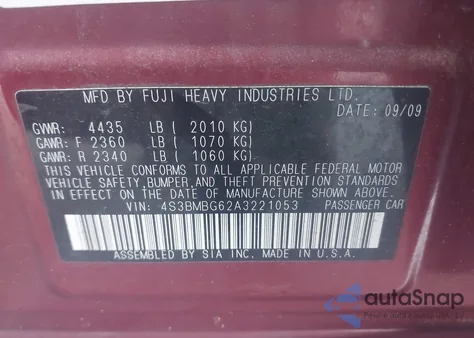 MFD BY FUJI HEAVY INDUSTRIES LTD.
DATE: 09/09
GVWR: 4435 LB ( 2010 KG)
GAWR: F 2360 LB ( 1070 KG)
GAWR: R 2340 LB ( 1060 KG)
THIS VEHICLE CONFORMS TO ALL APPLICABLE FEDERAL MOTOR
VEHICLE SAFETY, BUMPER, AND THEFT PREVENTION STANDARDS
IN EFFECT ON THE DATE OF MANUFACTURE SHOWN ABOVE.
VIN: 4S3BMBG62A3221053 PASSENGER CAR
ASSEMBLED BY SIA INC. MADE IN U.S.A.
autoSnap